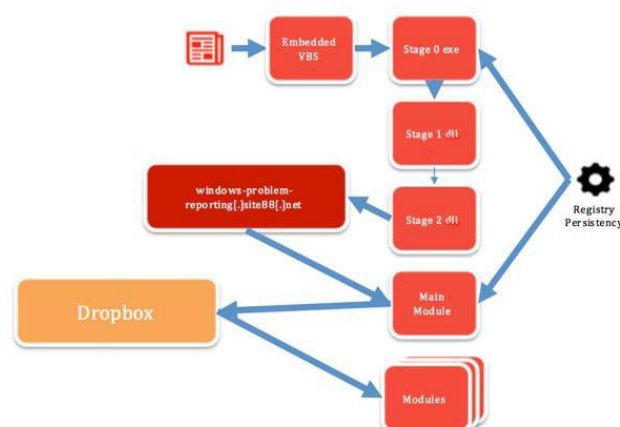 Embedded
VBS
Stage 0 exe
Stage 1 dll
windows-problem-
reporting[.]site88[.]net
Stage 2 dll
Registry
Persistency
Main
Module
Dropbox
Modules